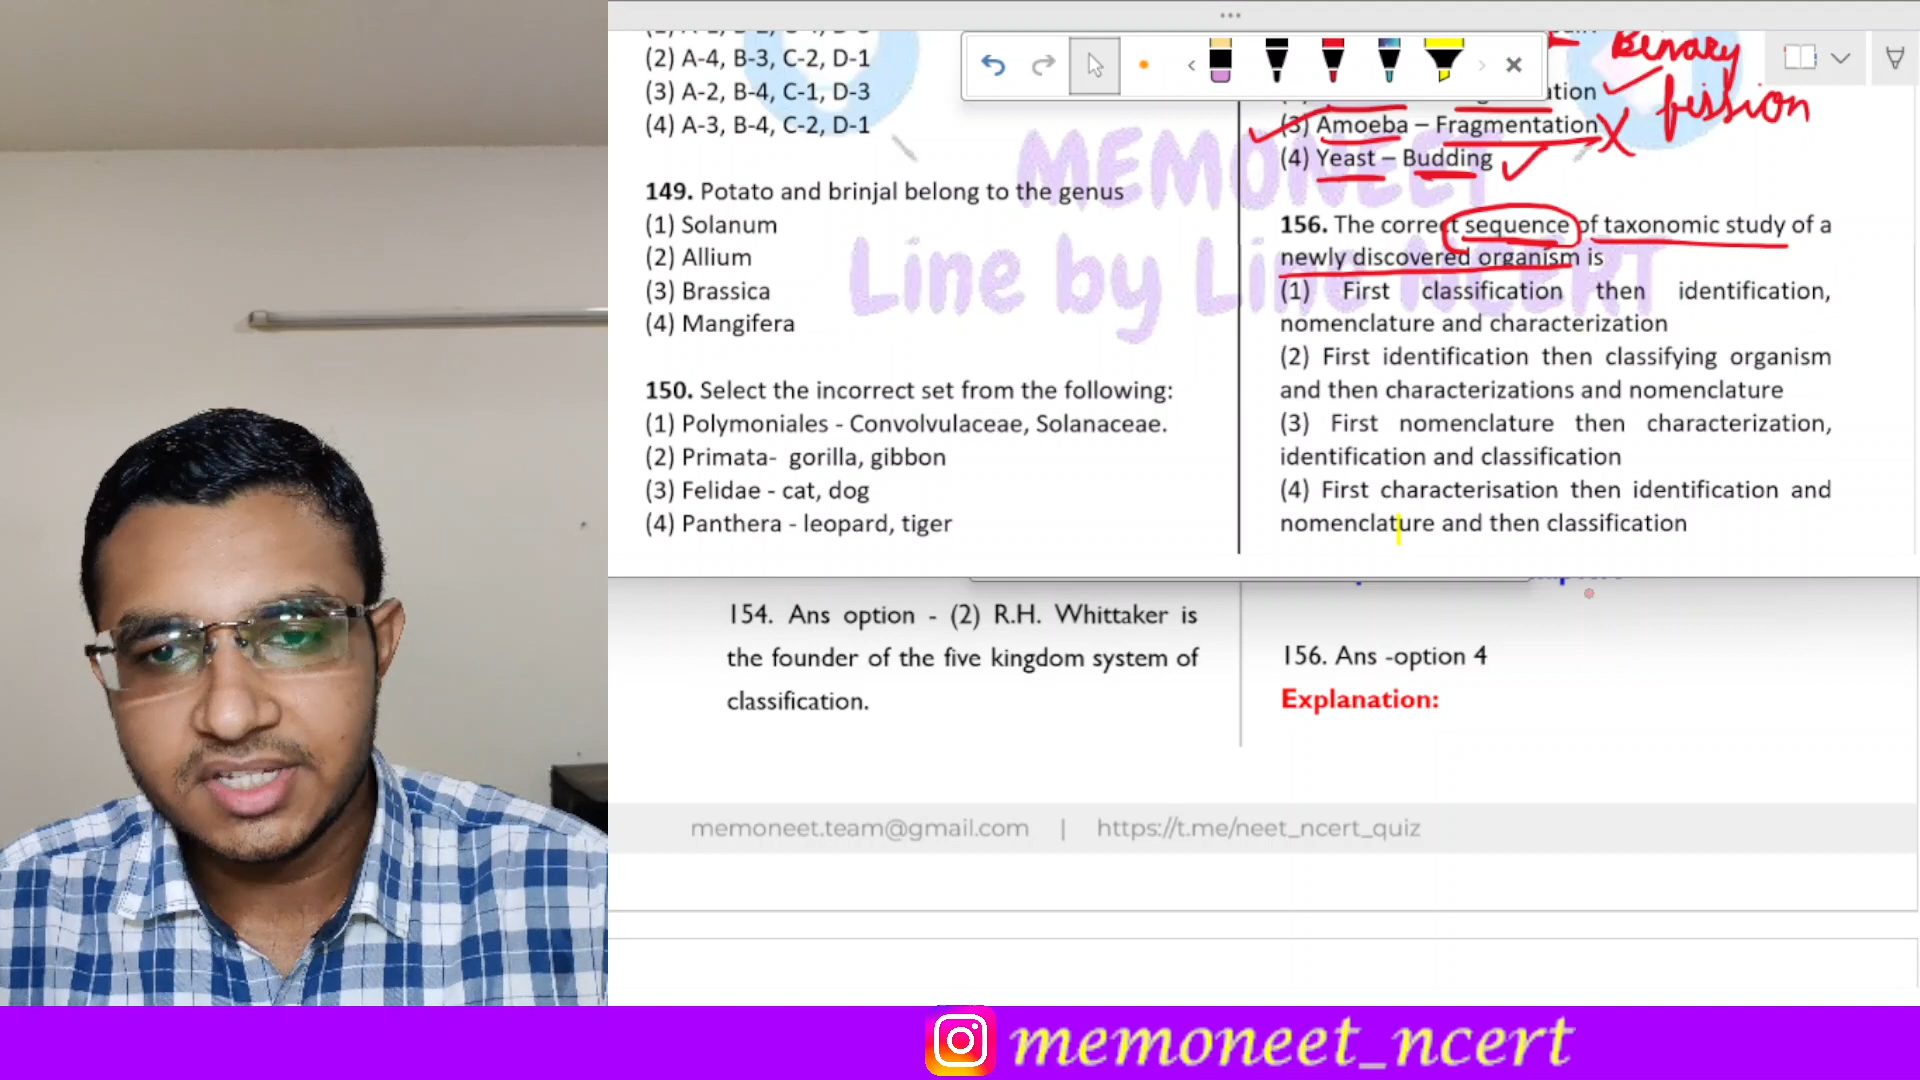 (2) A-4, B-3, C-2, D-1
(3) A-2, B-4, C-1, D-3
(4) A-3, B-4, C-2, D-1
149. Potato and brinjal belong to the genus
(1) Solanum
(2) Allium
(3) Brassica
(4) Mangifera
150. Select the incorrect set from the following:
(1) Polymoniales - Convolvulaceae, Solanaceae.
(2) Primata- gorilla, gibbon
(3) Felidae - cat, dog
(4) Panthera - leopard, tiger
Binary
fission
(3) Amoeba – Fragmentation
(4) Yeast – Budding
156. The correct sequence of taxonomic study of a
newly discovered organism is
(1) First classification then identification,
nomenclature and characterization
(2) First identification then classifying organism
and then characterizations and nomenclature
(3) First nomenclature then characterization,
identification and classification
(4) First characterisation then identification and
nomenclature and then classification
MEMONEET
Line by Line NCERT
154. Ans option - (2) R.H. Whittaker is
the founder of the five kingdom system of
classification.
156. Ans -option 4
Explanation:
memoneet.team@gmail.com | https://t.me/neet_ncert_quiz
memoneet_ncert